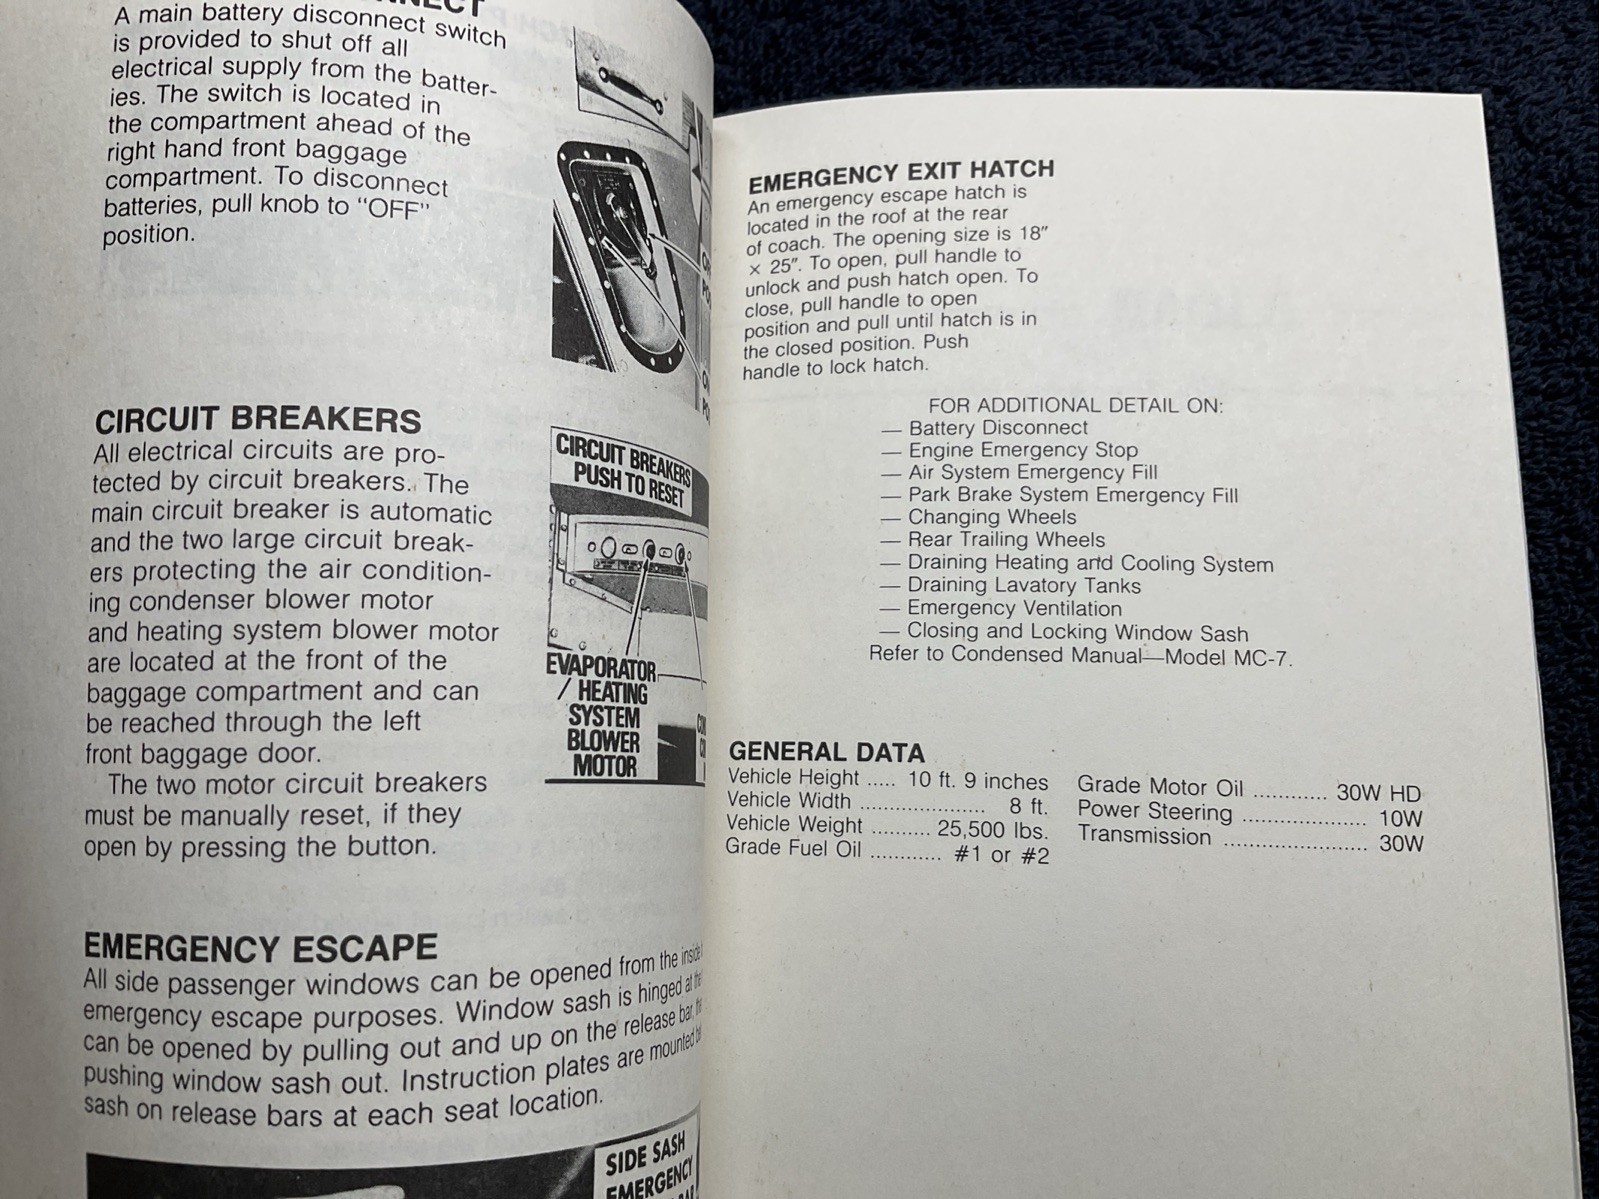 A main battery disconnect switch
is provided to shut off all
electrical supply from the batter-
ies. The switch is located in
the compartment ahead of the
right hand front baggage
compartment. To disconnect
batteries, pull knob to "OFF"
position.
CIRCUIT BREAKERS
All electrical circuits are pro-
tected by circuit breakers. The
main circuit breaker is automatic
and the two large circuit break-
ers protecting the air condition-
ing condenser blower motor
and heating system blower motor
are located at the front of the
baggage compartment and can
be reached through the left
front baggage door.
The two motor circuit breakers
must be manually reset, if they
open by pressing the button.
CIRCUIT BREAKERS
PUSH TO RESET
EVAPORATOR
/ HEATING
SYSTEM
BLOWER
MOTOR
EMERGENCY ESCAPE
All side passenger windows can be opened from the inside
emergency escape purposes. Window sash is hinged at the
can be opened by pulling out and up on the release bar,
pushing window sash out. Instruction plates are mounted
sash on release bars at each seat location.
SIDE SASH
EMERGENCY
EMERGENCY EXIT HATCH
An emergency escape hatch is
located in the roof at the rear
of coach. The opening size is 18"
× 25". To open, pull handle to
unlock and push hatch open. To
close, pull handle to open
position and pull until hatch is in
the closed position. Push
handle to lock hatch.
FOR ADDITIONAL DETAIL ON:
— Battery Disconnect
— Engine Emergency Stop
— Air System Emergency Fill
— Park Brake System Emergency Fill
— Changing Wheels
— Rear Trailing Wheels
— Draining Heating and Cooling System
— Draining Lavatory Tanks
— Emergency Ventilation
— Closing and Locking Window Sash
Refer to Condensed Manual—Model MC-7.
GENERAL DATA
Vehicle Height ..... 10 ft. 9 inches
Vehicle Width .................... 8 ft.
Vehicle Weight .......... 25,500 lbs.
Grade Fuel Oil ............ #1 or #2
Grade Motor Oil ............ 30W HD
Power Steering .................... 10W
Transmission ....................... 30W